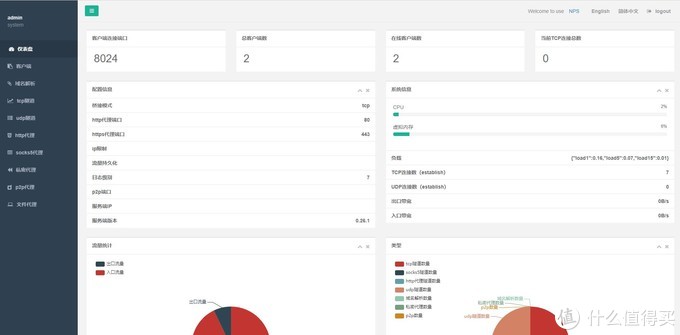 admin
system
Welcome to use NPS English 简体中文 logout
仪表盘
客户端
域名解析
tcp隧道
udp隧道
http代理
socks5代理
私密代理
p2p代理
文件代理
客户端连接端口
8024
总客户端数
2
在线客户端数
2
当前TCP连接总数
0
配置信息
桥接模式 tcp
http代理端口 80
https代理端口 443
ip限制
流量持久化
日志级别 7
p2p端口
服务端IP
服务端版本 0.26.1
系统信息
CPU 2%
虚拟内存
负载 {"load1":0.16,"load5":0.07,"load15":0.01}
TCP连接数（establish） 7
UDP连接数（establish）
出口带宽 0B/s
入口带宽 0B/s
流量统计
出口流量
入口流量
出口流量
类型
tcp隧道数量
socks5隧道数量
http代理隧道数量
udp隧道数量
域名解析数量
私密代理数量
p2p数量
域名解析数量
私密代理数量
p2p数量
udp隧道数量
值 什么值得买